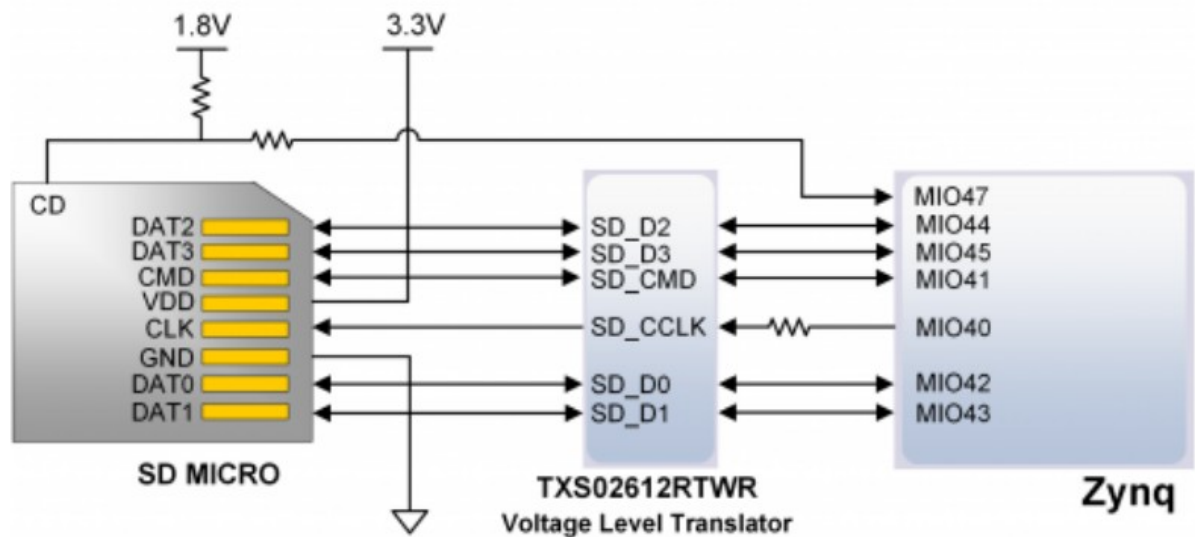 1.8V
3.3V
CD
DAT2
DAT3
CMD
VDD
CLK
GND
DAT0
DAT1
SD MICRO
SD_D2
SD_D3
SD_CMD
SD_CCLK
SD_D0
SD_D1
TXS02612RTWR
Voltage Level Translator
MIO47
MIO44
MIO45
MIO41
MIO40
MIO42
MIO43
Zynq